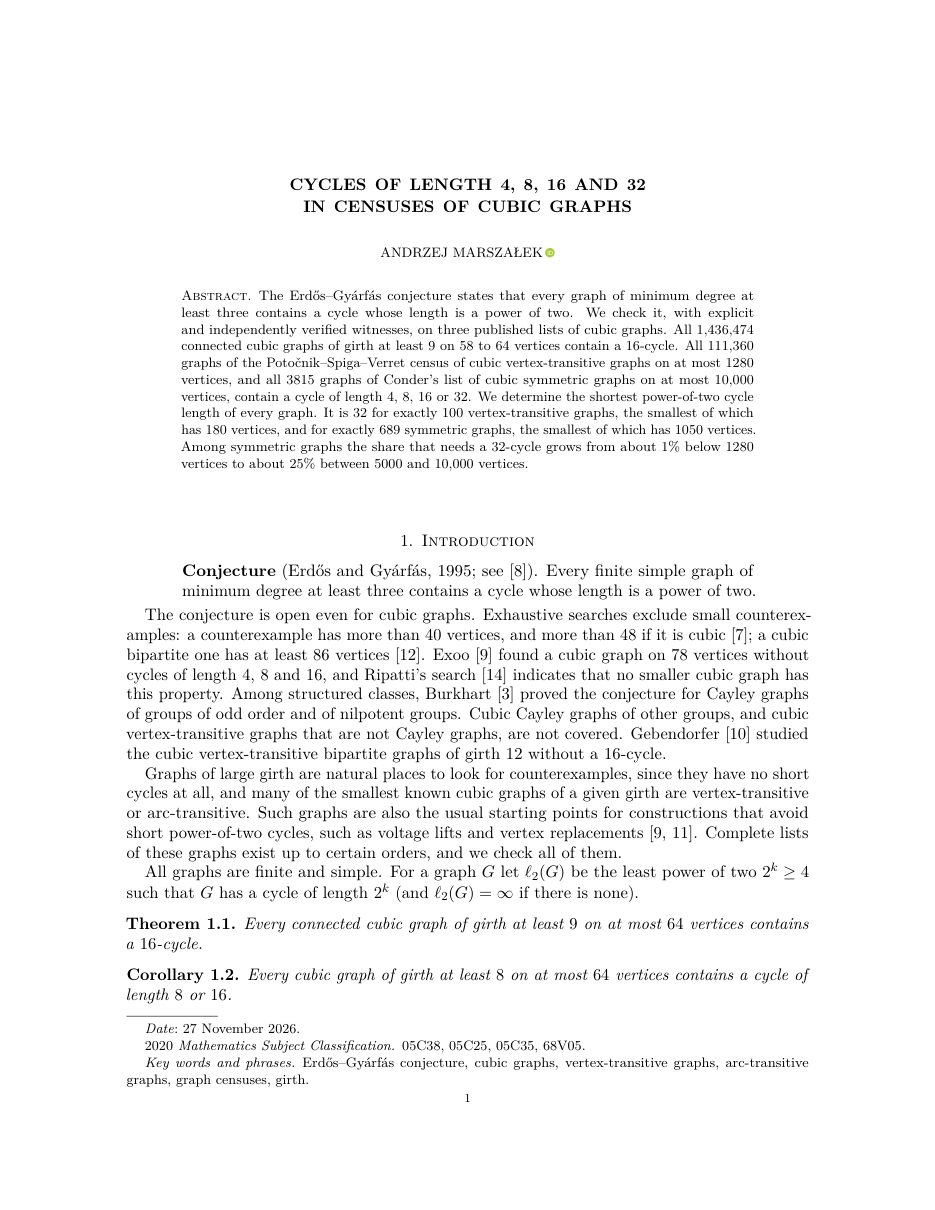 CYCLES OF LENGTH 4, 8, 16 AND 32
IN CENSUSES OF CUBIC GRAPHS
ANDRZEJ MARSZAŁEK
Abstract. The Erdős–Gyárfás conjecture states that every graph of minimum degree at
least three contains a cycle whose length is a power of two. We check it, with explicit
and independently verified witnesses, on three published lists of cubic graphs. All 1,436,474
connected cubic graphs of girth at least 9 on 58 to 64 vertices contain a 16-cycle. All 111,360
graphs of the Potočnik–Spiga–Verret census of cubic vertex-transitive graphs on at most 1280
vertices, and all 3815 graphs of Conder's list of cubic symmetric graphs on at most 10,000
vertices, contain a cycle of length 4, 8, 16 or 32. We determine the shortest power-of-two cycle
length of every graph. It is 32 for exactly 100 vertex-transitive graphs, the smallest of which
has 180 vertices, and for exactly 689 symmetric graphs, the smallest of which has 1050 vertices.
Among symmetric graphs the share that needs a 32-cycle grows from about 1% below 1280
vertices to about 25% between 5000 and 10,000 vertices.
1. Introduction
Conjecture (Erdős and Gyárfás, 1995; see [8]). Every finite simple graph of
minimum degree at least three contains a cycle whose length is a power of two.
The conjecture is open even for cubic graphs. Exhaustive searches exclude small counterex-
amples: a counterexample has more than 40 vertices, and more than 48 if it is cubic [7]; a cubic
bipartite one has at least 86 vertices [12]. Exoo [9] found a cubic graph on 78 vertices without
cycles of length 4, 8 and 16, and Ripatti's search [14] indicates that no smaller cubic graph has
this property. Among structured classes, Burkhart [3] proved the conjecture for Cayley graphs
of groups of odd order and of nilpotent groups. Cubic Cayley graphs of other groups, and cubic
vertex-transitive graphs that are not Cayley graphs, are not covered. Gebendorfer [10] studied
the cubic vertex-transitive bipartite graphs of girth 12 without a 16-cycle.
Graphs of large girth are natural places to look for counterexamples, since they have no short
cycles at all, and many of the smallest known cubic graphs of a given girth are vertex-transitive
or arc-transitive. Such graphs are also the usual starting points for constructions that avoid
short power-of-two cycles, such as voltage lifts and vertex replacements [9, 11]. Complete lists
of these graphs exist up to certain orders, and we check all of them.
All graphs are finite and simple. For a graph G let ℓ₂(G) be the least power of two 2ᵏ ≥ 4
such that G has a cycle of length 2ᵏ (and ℓ₂(G) = ∞ if there is none).
Theorem 1.1. Every connected cubic graph of girth at least 9 on at most 64 vertices contains
a 16-cycle.
Corollary 1.2. Every cubic graph of girth at least 8 on at most 64 vertices contains a cycle of
length 8 or 16.
Date: 27 November 2026.
2020 Mathematics Subject Classification. 05C38, 05C25, 05C35, 68V05.
Key words and phrases. Erdős–Gyárfás conjecture, cubic graphs, vertex-transitive graphs, arc-transitive
graphs, graph censuses, girth.
1